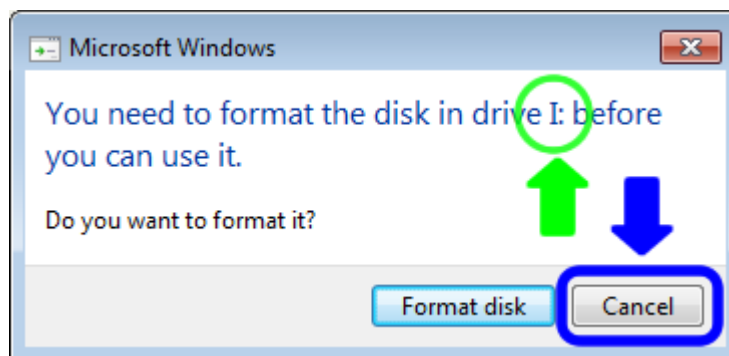 Microsoft Windows
You need to format the disk in drive I: before
you can use it.
Do you want to format it?
Format disk
Cancel